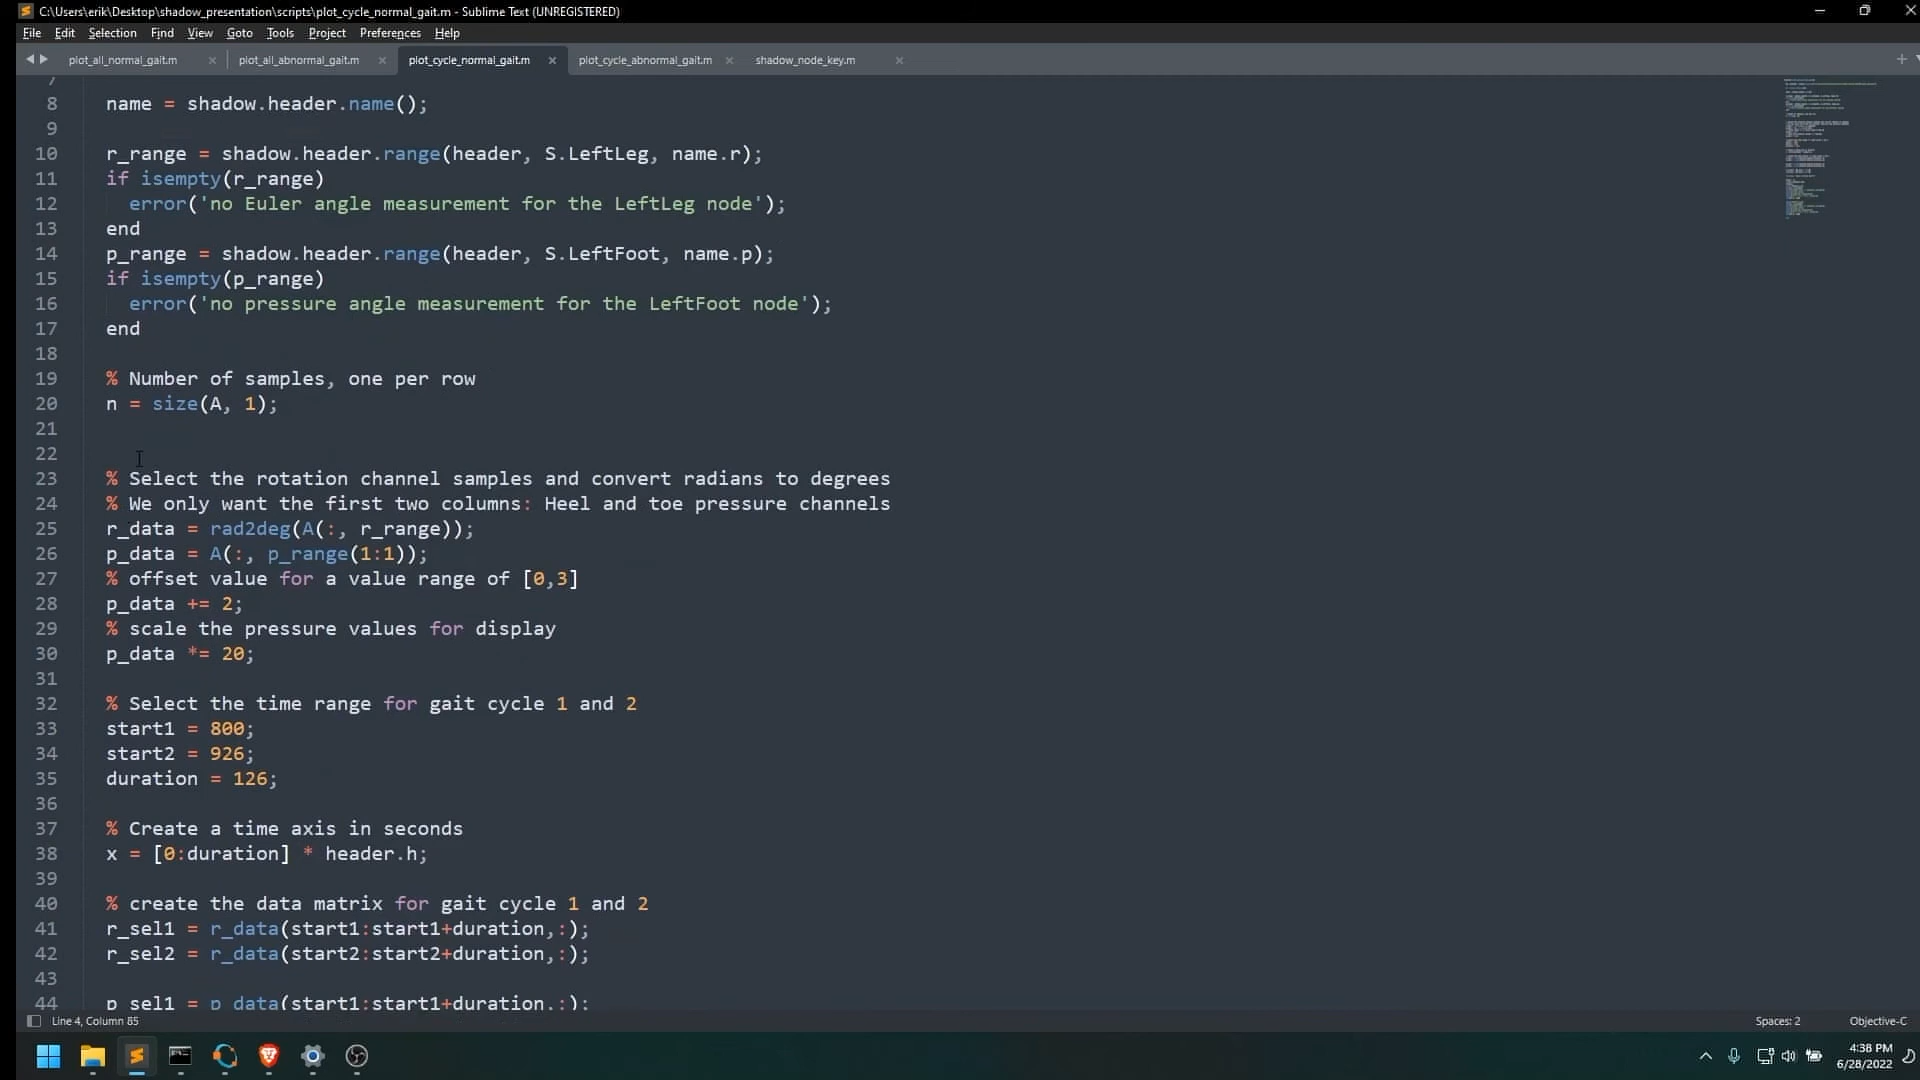 C:\Users\erik\Desktop\shadow_presentation\scripts\plot_cycle_normal_gait.m - Sublime Text (UNREGISTERED)
File Edit Selection Find View Goto Tools Project Preferences Help
plot_all_normal_gait.m plot_all_abnormal_gait.m plot_cycle_normal_gait.m plot_cycle_abnormal_gait.m shadow_node_key.m
7
8 name = shadow.header.name();
9
10 r_range = shadow.header.range(header, S.LeftLeg, name.r);
11 if isempty(r_range)
12 error('no Euler angle measurement for the LeftLeg node');
13 end
14 p_range = shadow.header.range(header, S.LeftFoot, name.p);
15 if isempty(p_range)
16 error('no pressure angle measurement for the LeftFoot node');
17 end
18
19 % Number of samples, one per row
20 n = size(A, 1);
21
22
23 % Select the rotation channel samples and convert radians to degrees
24 % We only want the first two columns: Heel and toe pressure channels
25 r_data = rad2deg(A(:, r_range));
26 p_data = A(:, p_range(1:1));
27 % offset value for a value range of [0,3]
28 p_data += 2;
29 % scale the pressure values for display
30 p_data *= 20;
31
32 % Select the time range for gait cycle 1 and 2
33 start1 = 800;
34 start2 = 926;
35 duration = 126;
36
37 % Create a time axis in seconds
38 x = [0:duration] * header.h;
39
40 % create the data matrix for gait cycle 1 and 2
41 r_sel1 = r_data(start1:start1+duration,:);
42 r_sel2 = r_data(start2:start2+duration,:);
43
44 p_sel1 = p_data(start1:start1+duration,:);
Line 4, Column 85 Spaces: 2 Objective-C
4:38 PM
6/28/2022